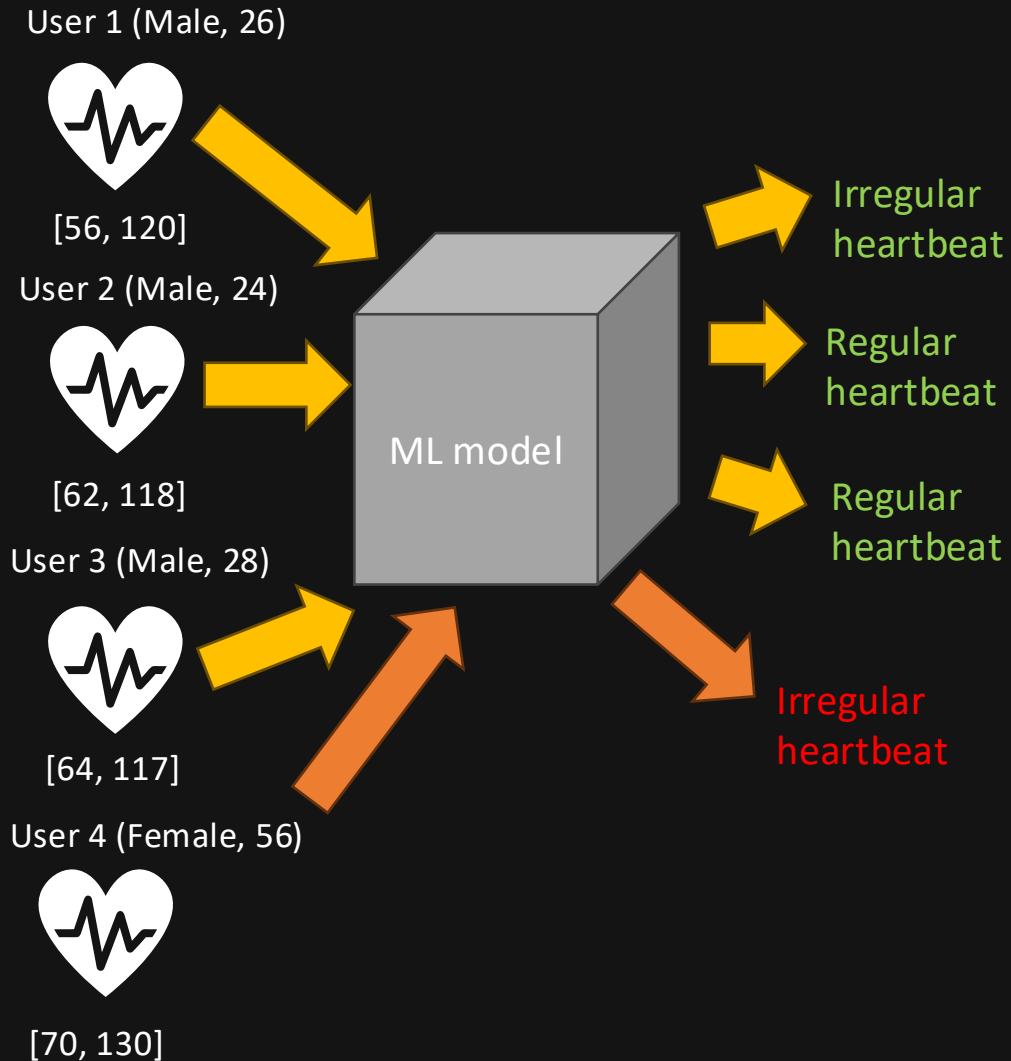 User 1 (Male, 26)
[56, 120]
User 2 (Male, 24)
[62, 118]
User 3 (Male, 28)
[64, 117]
User 4 (Female, 56)
[70, 130]
ML model
Irregular
heartbeat
Regular
heartbeat
Regular
heartbeat
Irregular
heartbeat